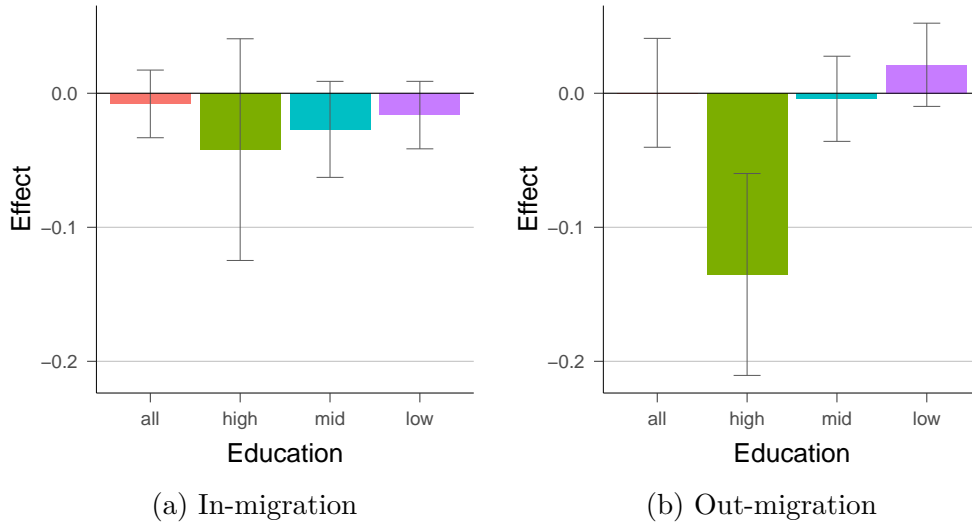 0.0
−0.1
−0.2
Effect
all high mid low
Education
(a) In-migration
0.0
−0.1
−0.2
Effect
all high mid low
Education
(b) Out-migration